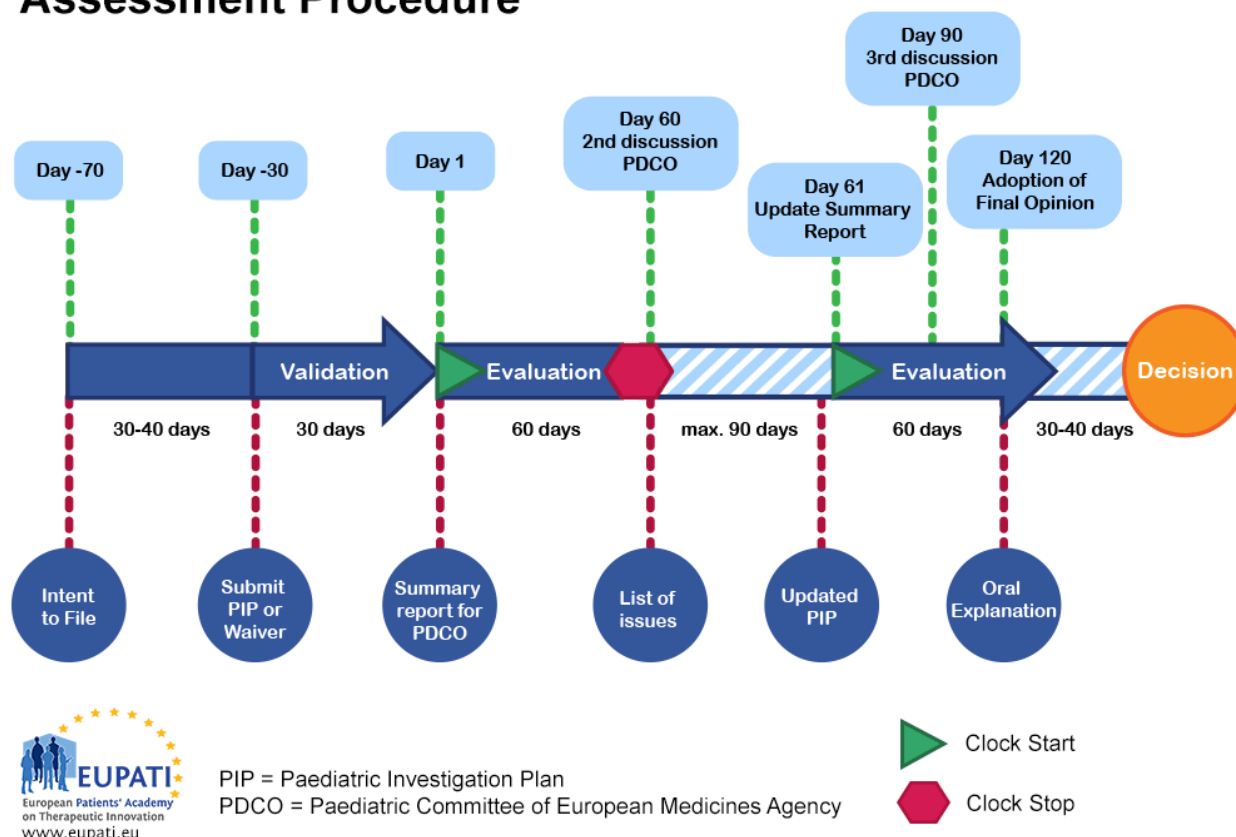 Assessment Procedure
Day 90
3rd discussion
PDCO
Day 60
2nd discussion
PDCO
Day -70
Day -30
Day 1
Day 120
Adoption of
Final Opinion
Day 61
Update Summary
Report
Validation
Evaluation
Evaluation
Decision
30-40 days
30 days
60 days
max. 90 days
60 days
30-40 days
Intent
to File
Submit
PIP or
Waiver
Summary
report for
PDCO
List of
issues
Updated
PIP
Oral
Explanation
EUPATI
European Patients' Academy
on Therapeutic Innovation
www.eupati.eu
PIP = Paediatric Investigation Plan
PDCO = Paediatric Committee of European Medicines Agency
Clock Start
Clock Stop